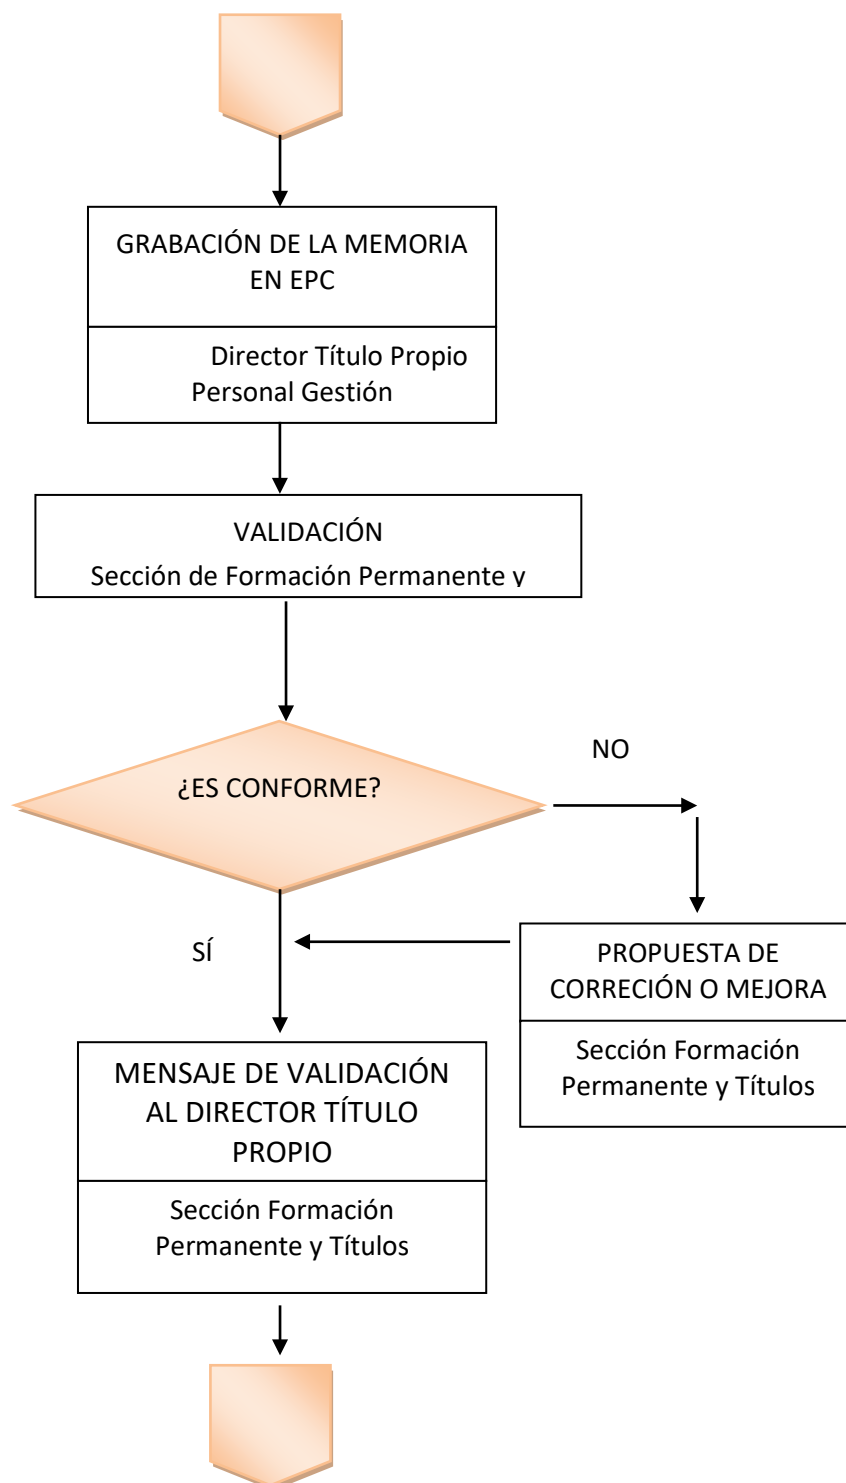 GRABACIÓN DE LA MEMORIA
EN EPC
Director Título Propio
Personal Gestión
VALIDACIÓN
Sección de Formación Permanente y
¿ES CONFORME?
NO
SÍ
PROPUESTA DE
CORRECIÓN O MEJORA
Sección Formación
Permanente y Títulos
MENSAJE DE VALIDACIÓN
AL DIRECTOR TÍTULO
PROPIO
Sección Formación
Permanente y Títulos